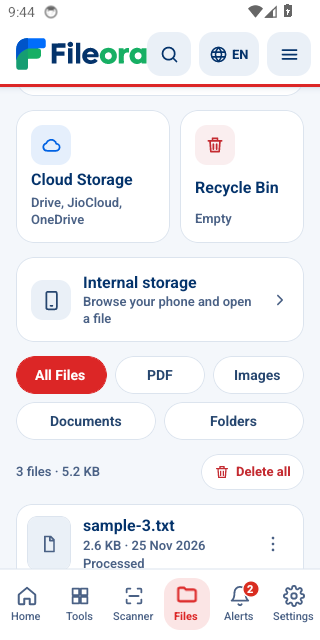 9:44
Fileora
EN
Cloud Storage
Drive, JioCloud,
OneDrive
Recycle Bin
Empty
Internal storage
Browse your phone and open
a file
All Files
PDF
Images
Documents
Folders
3 files · 5.2 KB
Delete all
sample-3.txt
2.6 KB · 25 Nov 2026
Processed
Home
Tools
Scanner
Files
2
Alerts
Settings